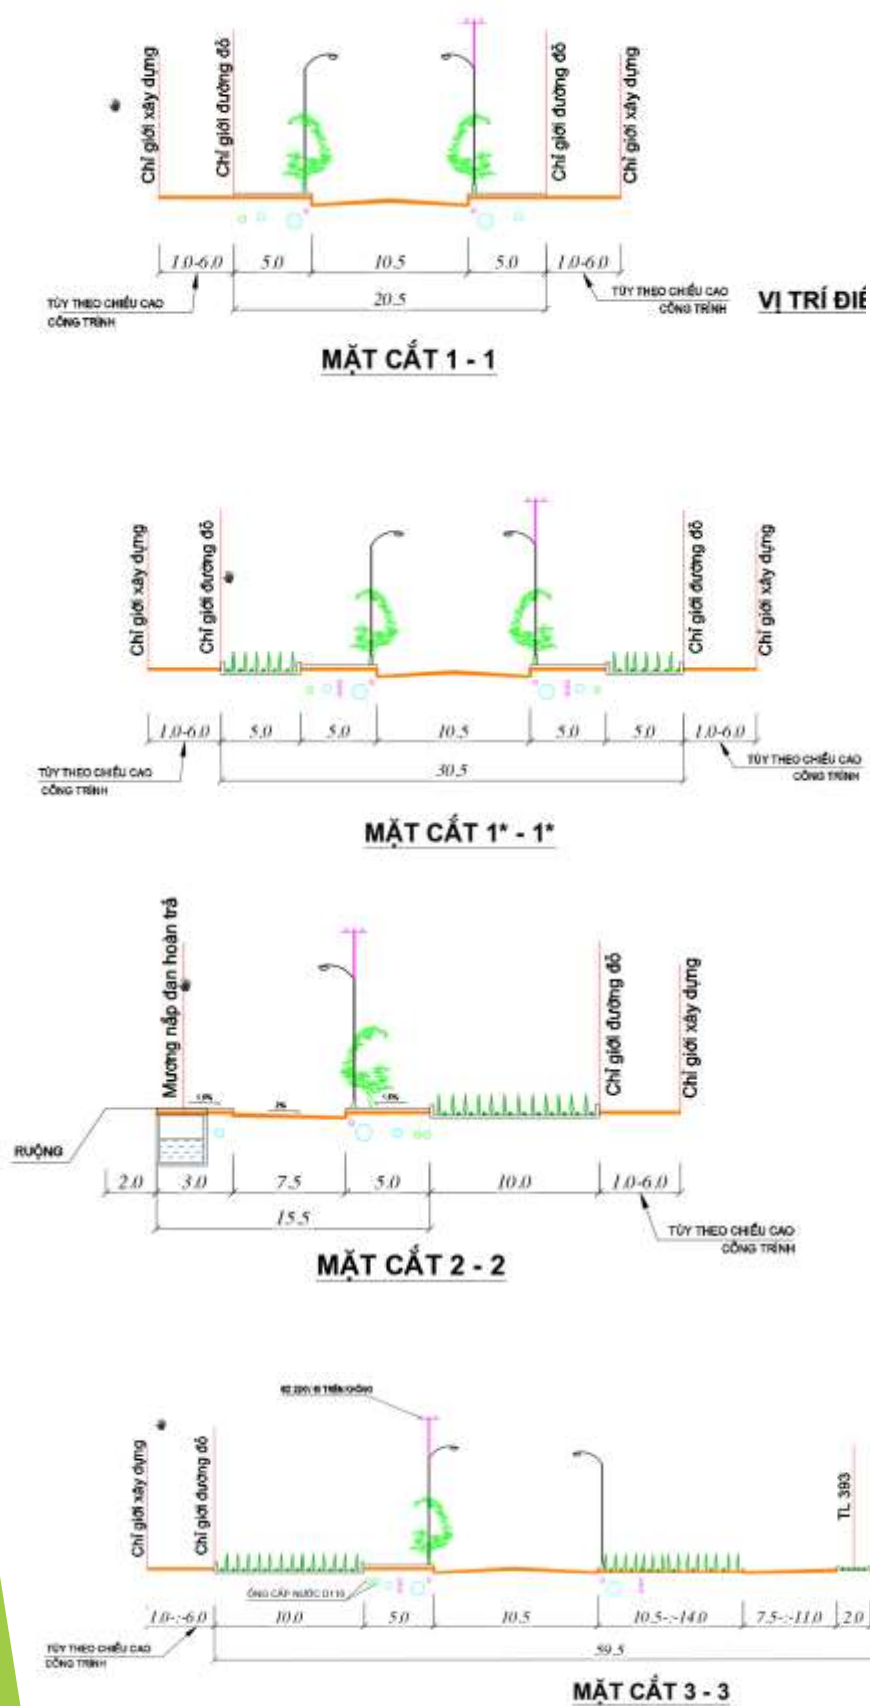 Chỉ giới xây dựng
Chỉ giới đường đỏ
Chỉ giới đường đỏ
Chỉ giới xây dựng
1.0-6.0 5.0 10.5 5.0 1.0-6.0
TÙY THEO CHIỀU CAO
CÔNG TRÌNH
20.5
TÙY THEO CHIỀU CAO
CÔNG TRÌNH
VỊ TRÍ ĐIỂ
MẶT CẮT 1 - 1
Chỉ giới xây dựng
Chỉ giới đường đỏ
Chỉ giới đường đỏ
Chỉ giới xây dựng
1.0-6.0 5.0 5.0 10.5 5.0 5.0 1.0-6.0
TÙY THEO CHIỀU CAO
CÔNG TRÌNH
30.5
TÙY THEO CHIỀU CAO
CÔNG TRÌNH
MẶT CẮT 1* - 1*
Mương nắp đan hoàn trả
Chỉ giới đường đỏ
Chỉ giới xây dựng
RUỘNG
2.0 3.0 7.5 5.0 10.0 1.0-6.0
15.5
TÙY THEO CHIỀU CAO
CÔNG TRÌNH
MẶT CẮT 2 - 2
Chỉ giới xây dựng
Chỉ giới đường đỏ
TL 393
ỐNG CẤP NƯỚC D110
1.0-:-6.0 10.0 5.0 10.5 10.5-:-14.0 7.5-:-11.0 2.0
TÙY THEO CHIỀU CAO
CÔNG TRÌNH
59.5
MẶT CẮT 3 - 3